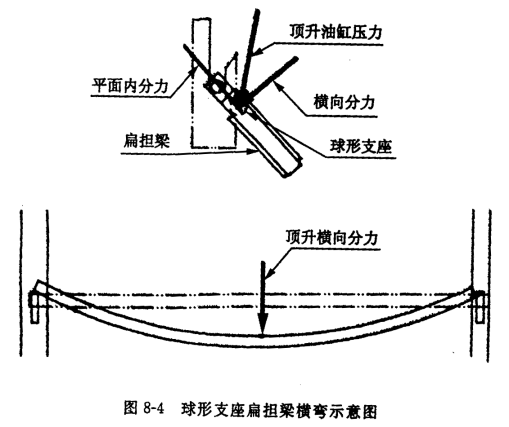 顶升油缸压力
平面内分力
横向分力
扁担梁
球形支座
顶升横向分力
图 8-4 球形支座扁担梁横弯示意图